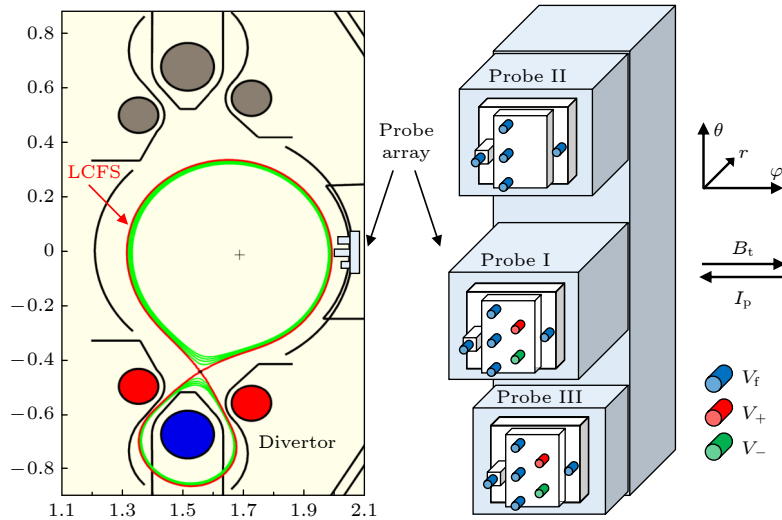 0.8
0.6
0.4
0.2
0
−0.2
−0.4
−0.6
−0.8
1.1 1.3 1.5 1.7 1.9 2.1
LCFS
Divertor
Probe
array
Probe II
Probe I
Probe III
θ
r
φ
Bt
Ip
Vf
V+
V−